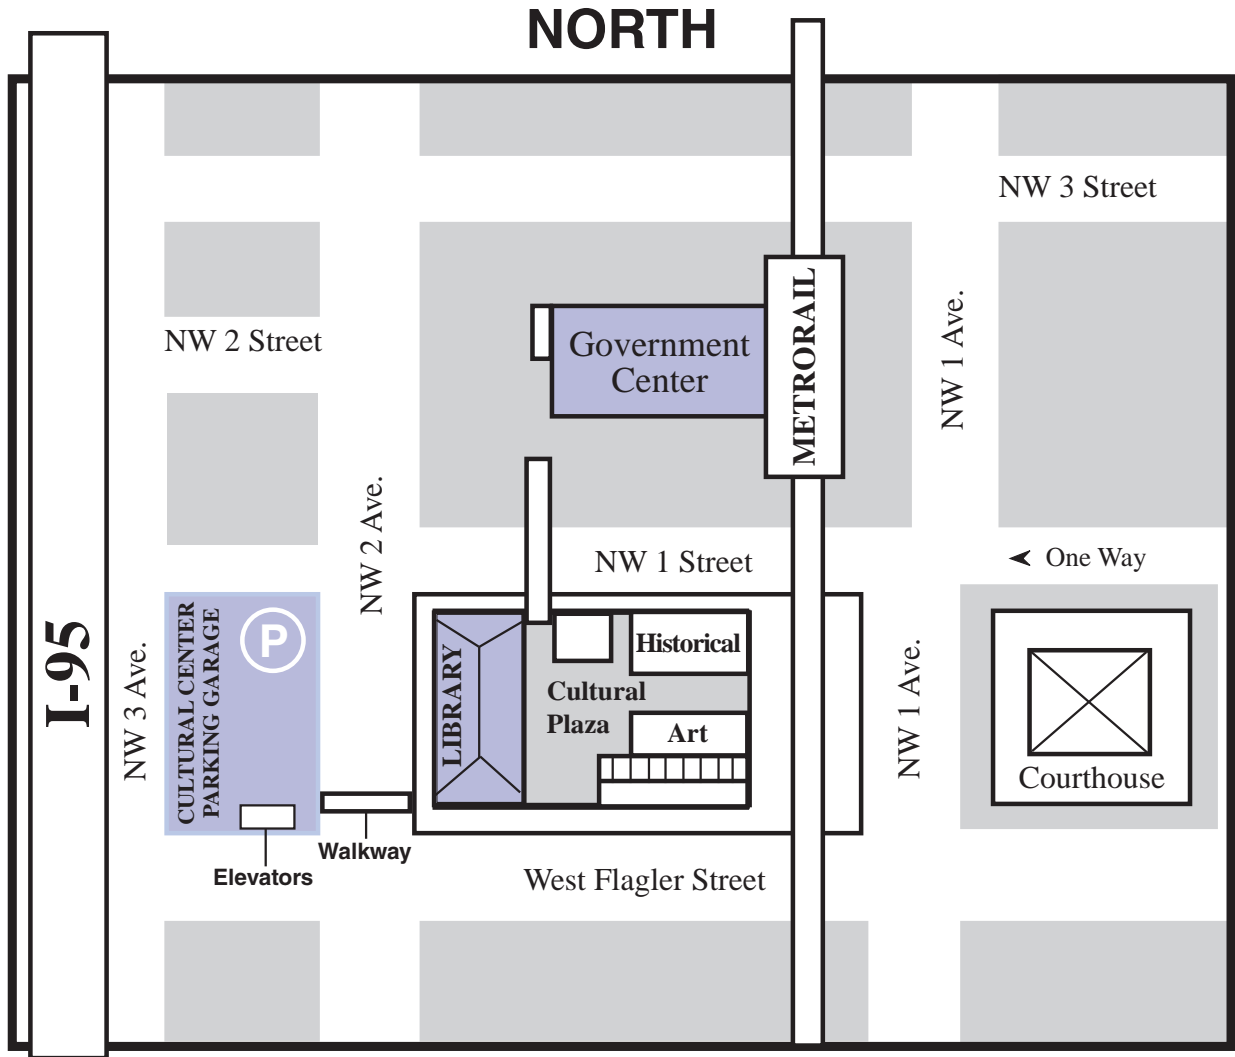 NORTH
NW 3 Street
NW 2 Street
Government
Center
METRORAIL
NW 1 Ave.
NW 2 Ave.
NW 1 Street
One Way
I-95
NW 3 Ave.
CULTURAL CENTER
PARKING GARAGE
P
LIBRARY
Historical
Cultural
Plaza
Art
NW 1 Ave.
Courthouse
Walkway
Elevators
West Flagler Street